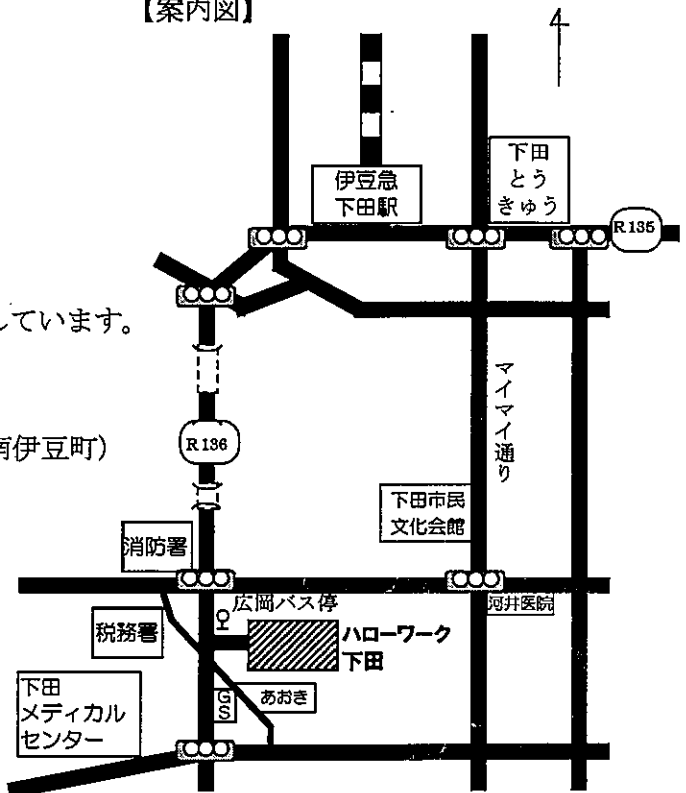 【案内図】
4
下田
とう
きゅう
伊豆急
下田駅
R135
しています。
マイマイ通り
R136
南伊豆町）
下田市民
文化会館
消防署
広岡バス停
河井医院
税務署
ハローワーク
下田
下田
メディカル
センター
GS
あおき